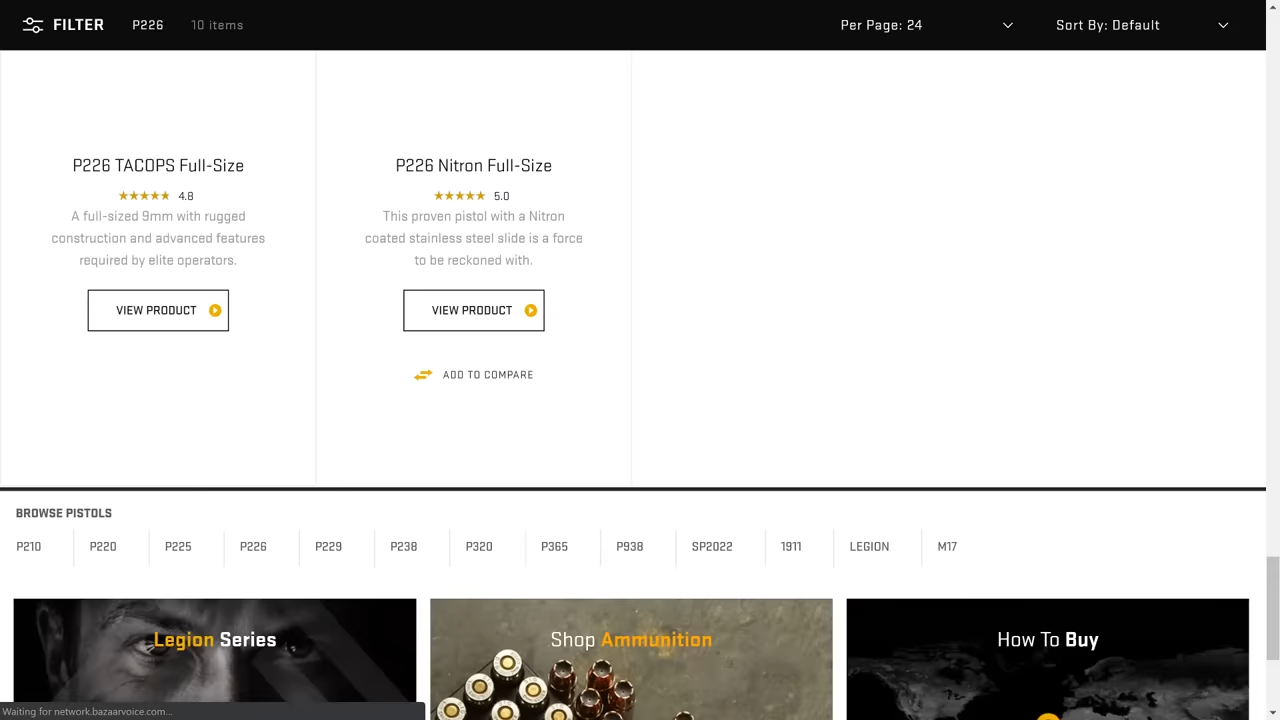 FILTER P226 10 items Per Page: 24 Sort By: Default
P226 TACOPS Full-Size
4.8
A full-sized 9mm with rugged
construction and advanced features
required by elite operators.
VIEW PRODUCT
P226 Nitron Full-Size
5.0
This proven pistol with a Nitron
coated stainless steel slide is a force
to be reckoned with.
VIEW PRODUCT
ADD TO COMPARE
BROWSE PISTOLS
P210 P220 P225 P226 P229 P238 P320 P365 P938 SP2022 1911 LEGION M17
Legion Series
Shop Ammunition
How To Buy
Waiting for network.bazaarvoice.com...